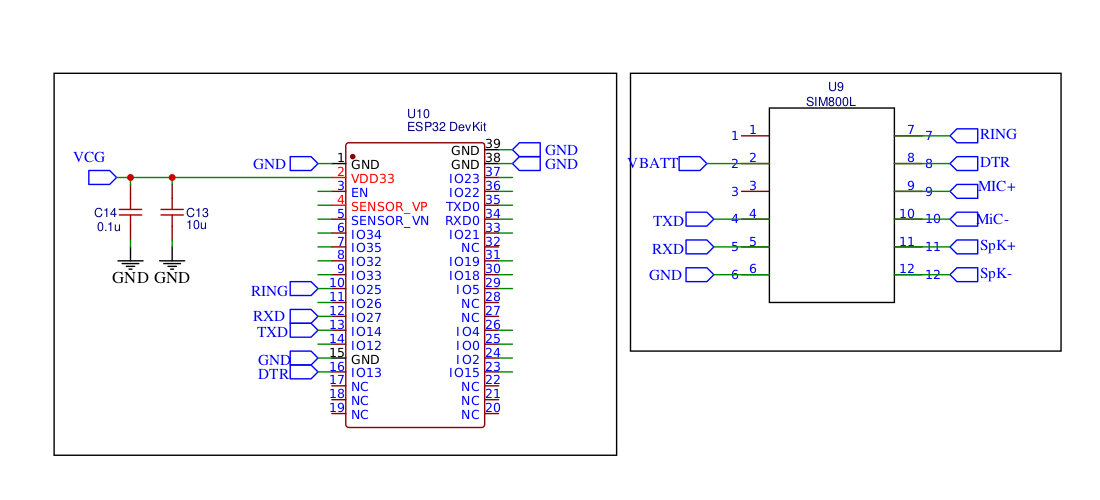 U10
ESP32 DevKit
VCG
C14
0.1u
C13
10u
GND GND
GND 1 GND
2 VDD33
3 EN
4 SENSOR_VP
5 SENSOR_VN
6 IO34
7 IO35
8 IO32
9 IO33
RING 10 IO25
11 IO26
RXD 12 IO27
TXD 13 IO14
14 IO12
GND 15 GND
DTR 16 IO13
17 NC
18 NC
19 NC
GND 39 GND
GND 38 GND
IO23 37
IO22 36
TXD0 35
RXD0 34
IO21 33
NC 32
IO19 31
IO18 30
IO5 29
NC 28
NC 27
IO4 26
IO0 25
IO2 24
IO15 23
NC 22
NC 21
NC 20
U9
SIM800L
1 1
VBATT 2 2
3 3
TXD 4 4
RXD 5 5
GND 6 6
7 7 RING
8 8 DTR
9 9 MIC+
10 10 MiC-
11 11 SpK+
12 12 SpK-